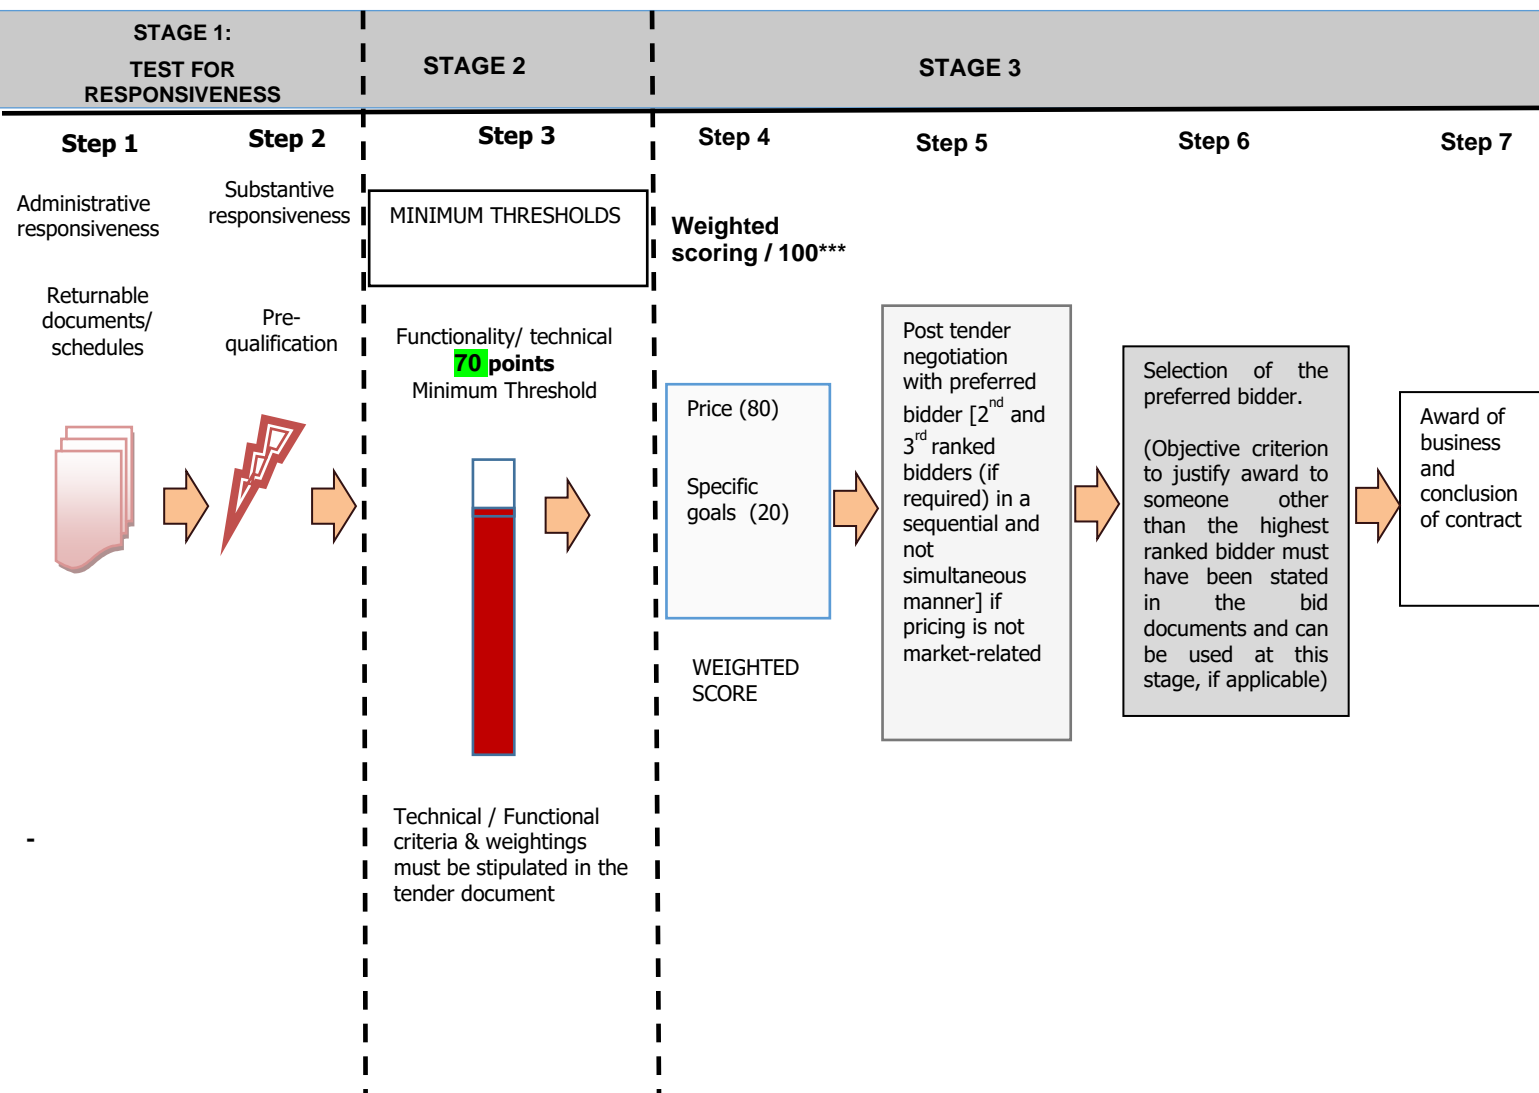 STAGE 1:
TEST FOR
RESPONSIVENESS
STAGE 2
STAGE 3
Step 1
Step 2
Step 3
Step 4
Step 5
Step 6
Step 7
Administrative
responsiveness
Returnable
documents/
schedules
Substantive
responsiveness
Pre-
qualification
MINIMUM THRESHOLDS
Functionality/ technical
70 points
Minimum Threshold
Technical / Functional
criteria & weightings
must be stipulated in the
tender document
Weighted
scoring / 100***
Price (80)
Specific
goals (20)
WEIGHTED
SCORE
Post tender
negotiation
with preferred
bidder [2nd and
3rd ranked
bidders (if
required) in a
sequential and
not
simultaneous
manner] if
pricing is not
market-related
Selection of the
preferred bidder.
(Objective criterion
to justify award to
someone other
than the highest
ranked bidder must
have been stated
in the bid
documents and can
be used at this
stage, if applicable)
Award of
business
and
conclusion
of contract
-